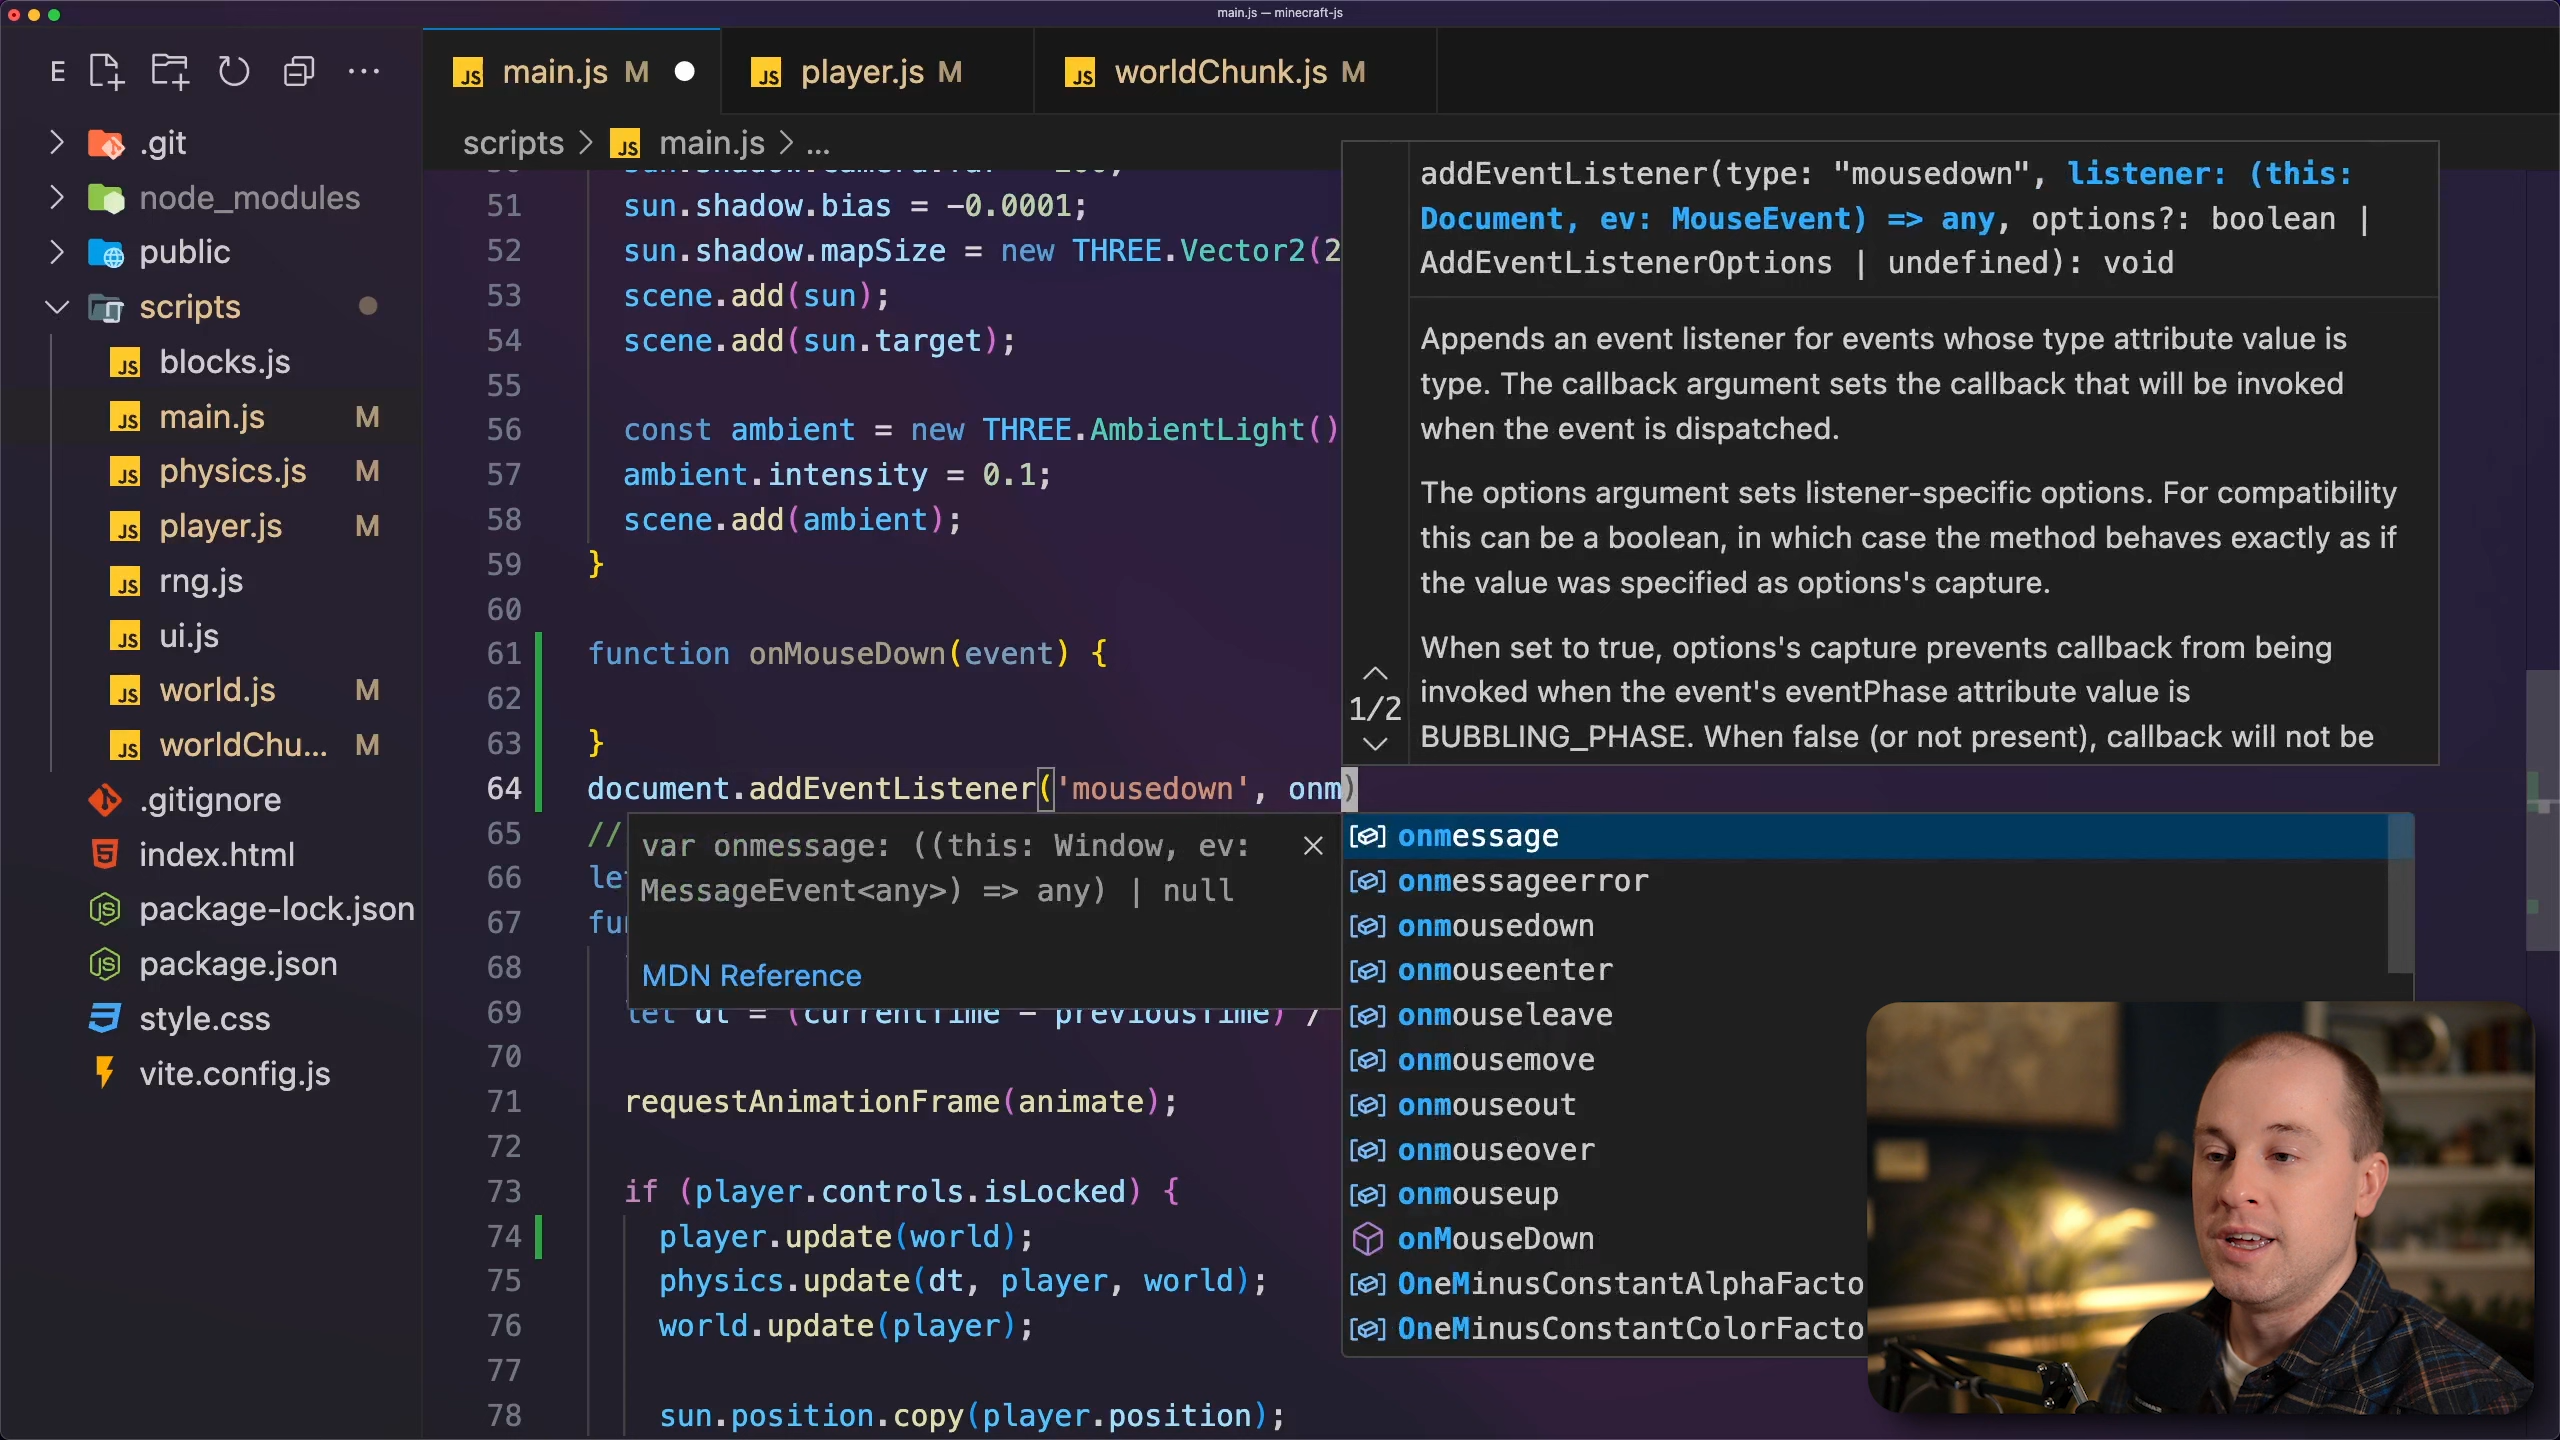 main.js — minecraft-js
E
main.js M
player.js M
worldChunk.js M
scripts > main.js > ...
.git
node_modules
public
scripts
blocks.js
main.js M
physics.js M
player.js M
rng.js
ui.js
world.js M
worldChu... M
.gitignore
index.html
package-lock.json
package.json
style.css
vite.config.js
51 sun.shadow.bias = -0.0001;
52 sun.shadow.mapSize = new THREE.Vector2(2
53 scene.add(sun);
54 scene.add(sun.target);
55
56 const ambient = new THREE.AmbientLight()
57 ambient.intensity = 0.1;
58 scene.add(ambient);
59 }
60
61 function onMouseDown(event) {
62
63 }
64 document.addEventListener('mousedown', onm)
65 //
66 le
67 fu
68
69 let dt = (currentTime - previousTime) /
70
71 requestAnimationFrame(animate);
72
73 if (player.controls.isLocked) {
74 player.update(world);
75 physics.update(dt, player, world);
76 world.update(player);
77
78 sun.position.copy(player.position);
addEventListener(type: "mousedown", listener: (this:
Document, ev: MouseEvent) => any, options?: boolean |
AddEventListenerOptions | undefined): void
Appends an event listener for events whose type attribute value is
type. The callback argument sets the callback that will be invoked
when the event is dispatched.
The options argument sets listener-specific options. For compatibility
this can be a boolean, in which case the method behaves exactly as if
the value was specified as options's capture.
When set to true, options's capture prevents callback from being
invoked when the event's eventPhase attribute value is
BUBBLING_PHASE. When false (or not present), callback will not be
1/2
var onmessage: ((this: Window, ev:
MessageEvent<any>) => any) | null
MDN Reference
onmessage
onmessageerror
onmousedown
onmouseenter
onmouseleave
onmousemove
onmouseout
onmouseover
onmouseup
onMouseDown
OneMinusConstantAlphaFacto
OneMinusConstantColorFacto